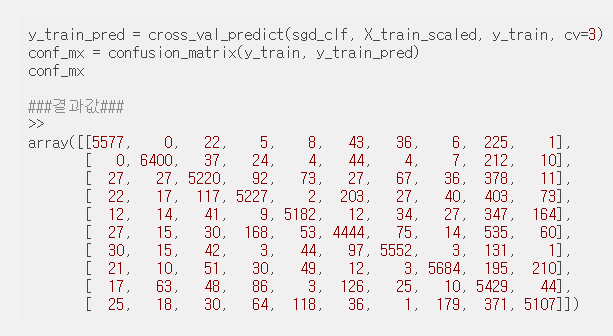 y_train_pred = cross_val_predict(sgd_clf, X_train_scaled, y_train, cv=3)
conf_mx = confusion_matrix(y_train, y_train_pred)
conf_mx
###결과값###
>>
array([[5577, 0, 22, 5, 8, 43, 36, 6, 225, 1],
[ 0, 6400, 37, 24, 4, 44, 4, 7, 212, 10],
[ 27, 27, 5220, 92, 73, 27, 67, 36, 378, 11],
[ 22, 17, 117, 5227, 2, 203, 27, 40, 403, 73],
[ 12, 14, 41, 9, 5182, 12, 34, 27, 347, 164],
[ 27, 15, 30, 168, 53, 4444, 75, 14, 535, 60],
[ 30, 15, 42, 3, 44, 97, 5552, 3, 131, 1],
[ 21, 10, 51, 30, 49, 12, 3, 5684, 195, 210],
[ 17, 63, 48, 86, 3, 126, 25, 10, 5429, 44],
[ 25, 18, 30, 64, 118, 36, 1, 179, 371, 5107]])